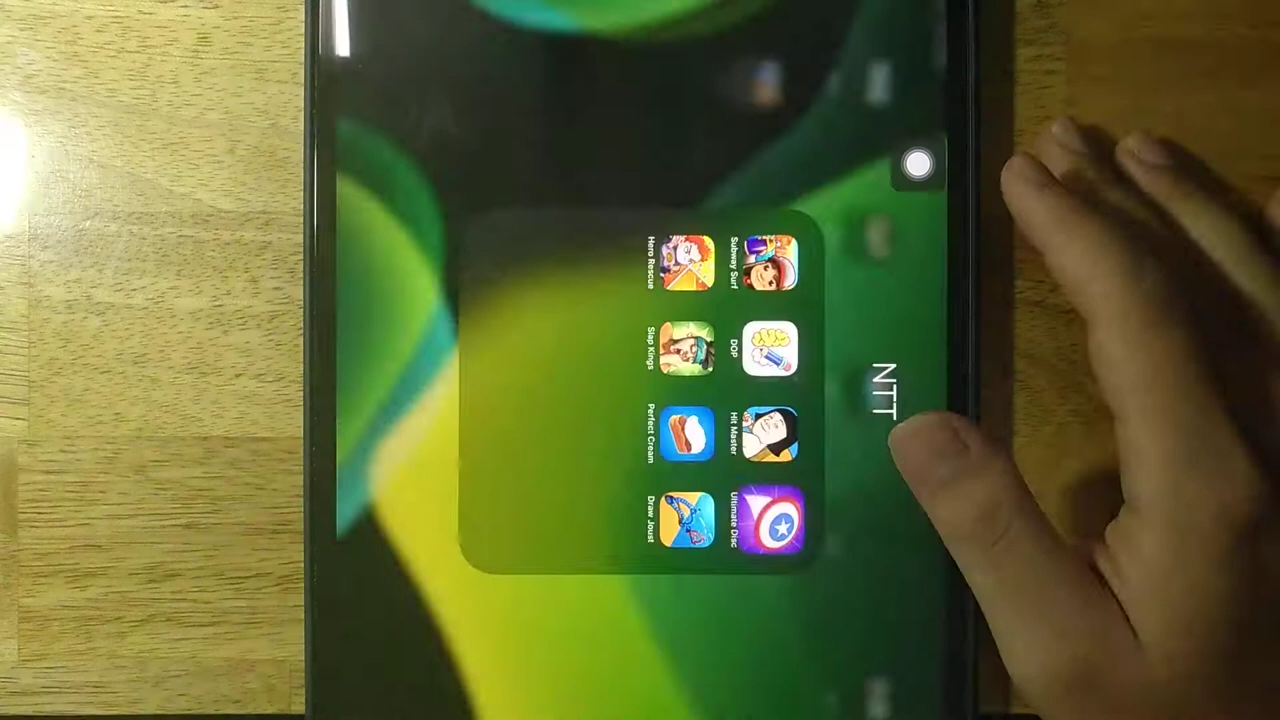 NTT
Subway Surf
DOP
Hit Master
Ultimate Disc
Hero Rescue
Slap Kings
Perfect Cream
Draw Joust